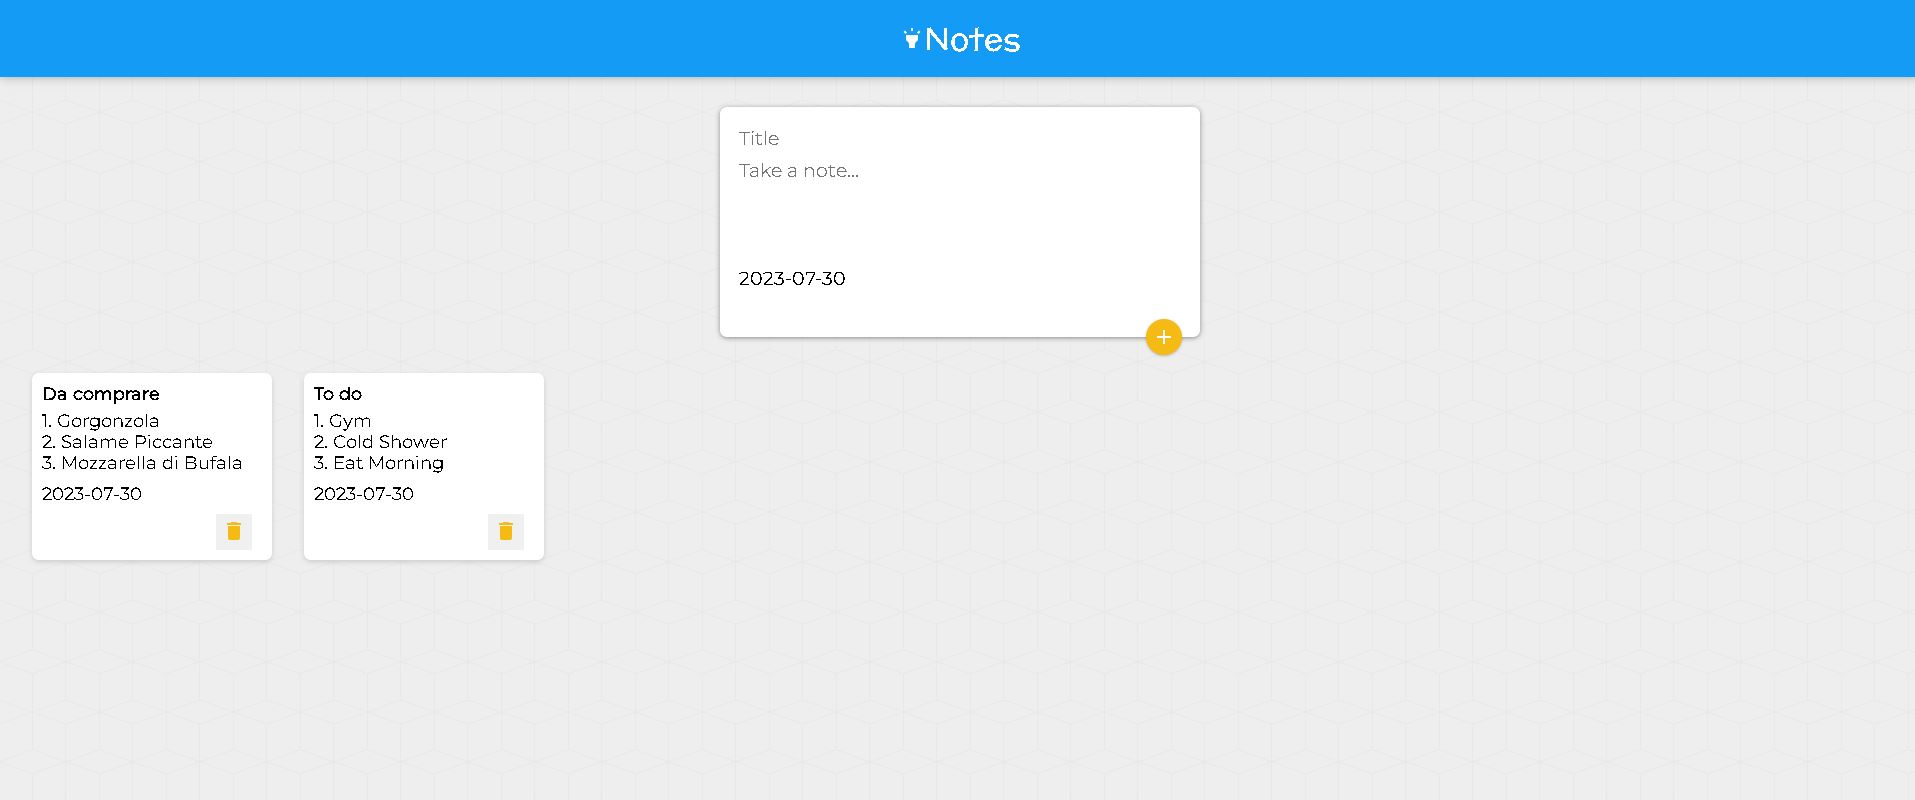 Notes
Title
Take a note...
2023-07-30
Da comprare
1. Gorgonzola
2. Salame Piccante
3. Mozzarella di Bufala
2023-07-30
To do
1. Gym
2. Cold Shower
3. Eat Morning
2023-07-30